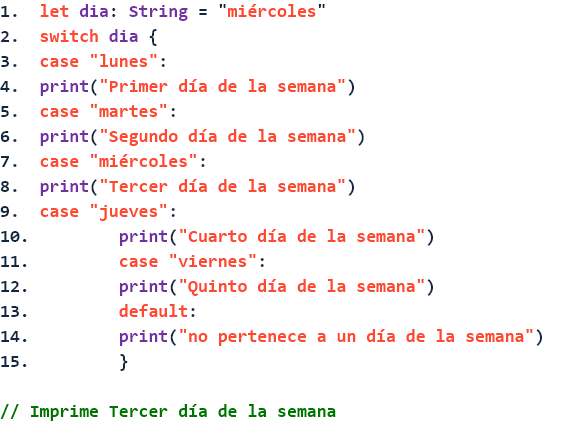 1. let dia: String = "miércoles"
2. switch dia {
3. case "lunes":
4. print("Primer día de la semana")
5. case "martes":
6. print("Segundo día de la semana")
7. case "miércoles":
8. print("Tercer día de la semana")
9. case "jueves":
10. print("Cuarto día de la semana")
11. case "viernes":
12. print("Quinto día de la semana")
13. default:
14. print("no pertenece a un día de la semana")
15. }
// Imprime Tercer día de la semana